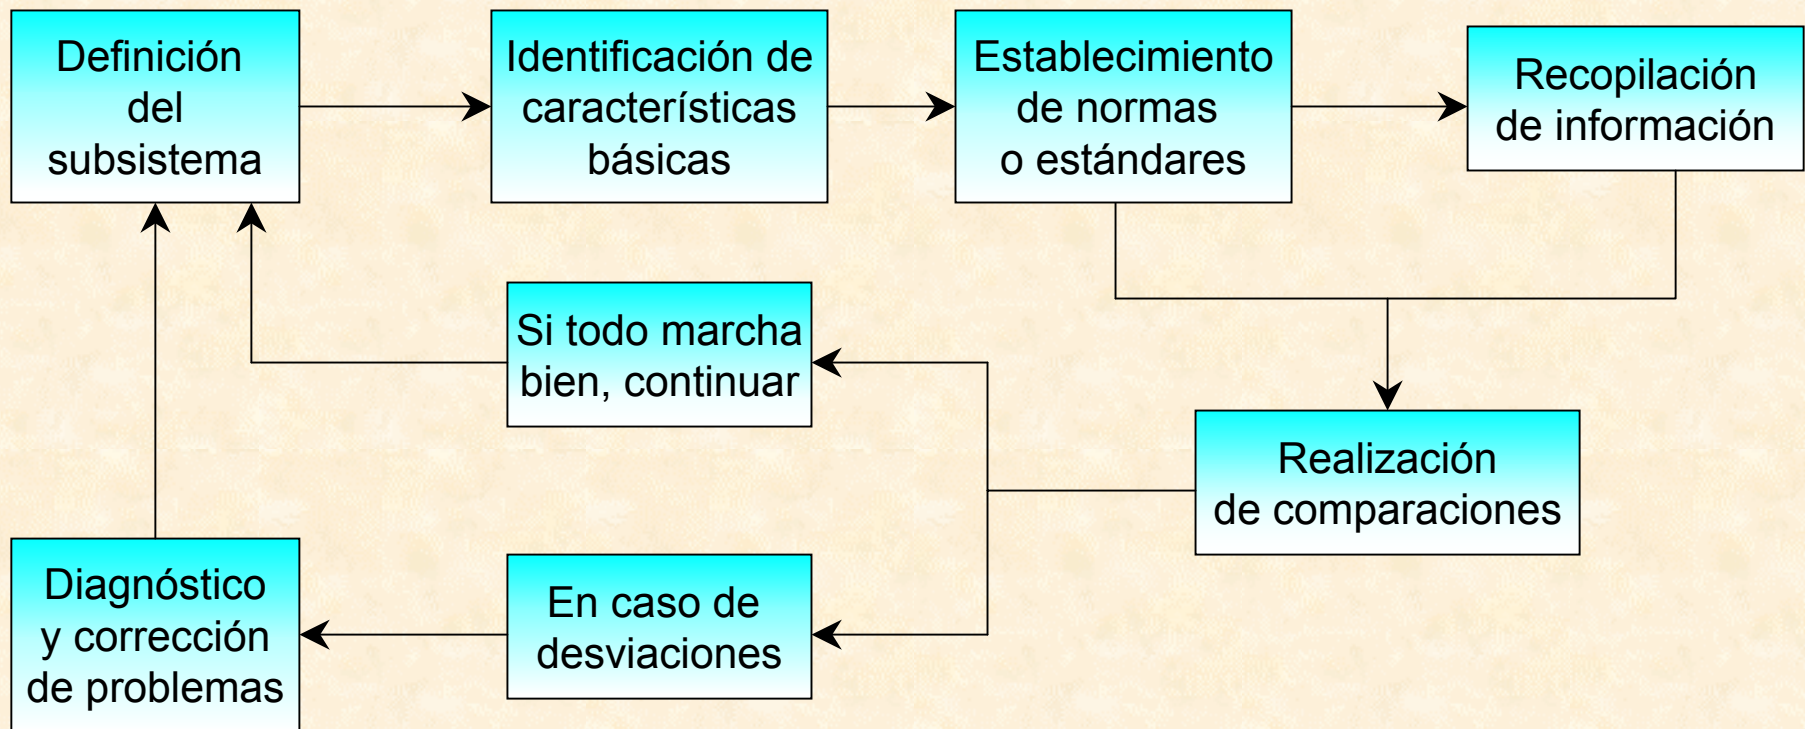 Definición
del
subsistema
Identificación de
características
básicas
Establecimiento
de normas
o estándares
Recopilación
de información
Si todo marcha
bien, continuar
Realización
de comparaciones
Diagnóstico
y corrección
de problemas
En caso de
desviaciones